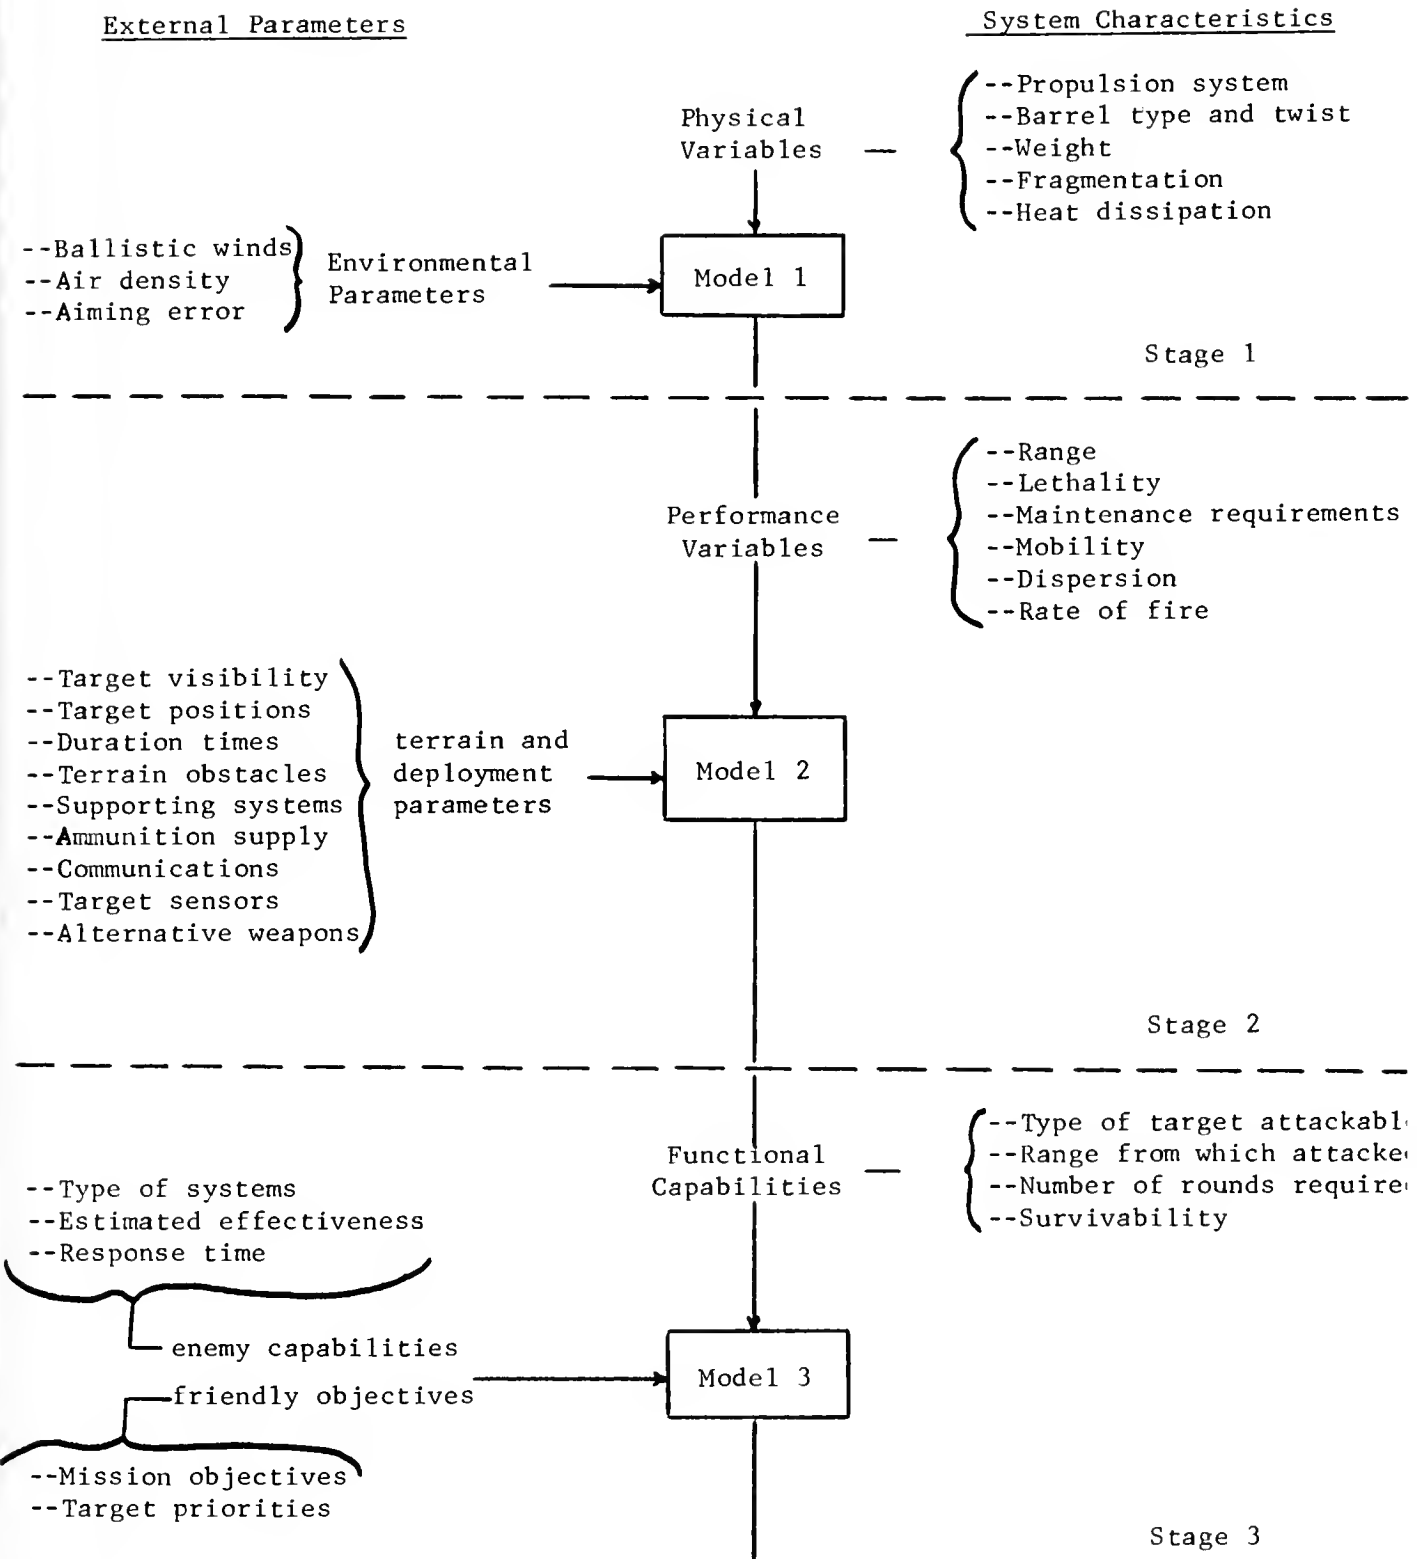 External Parameters
System Characteristics
Physical
Variables —
--Propulsion system
--Barrel type and twist
--Weight
--Fragmentation
--Heat dissipation
--Ballistic winds
--Air density
--Aiming error
Environmental
Parameters
Model 1
Stage 1
Performance
Variables —
--Range
--Lethality
--Maintenance requirements
--Mobility
--Dispersion
--Rate of fire
--Target visibility
--Target positions
--Duration times
--Terrain obstacles
--Supporting systems
--Ammunition supply
--Communications
--Target sensors
--Alternative weapons
terrain and
deployment
parameters
Model 2
Stage 2
Functional
Capabilities —
--Type of target attackabl
--Range from which attacke
--Number of rounds require
--Survivability
--Type of systems
--Estimated effectiveness
--Response time
enemy capabilities
friendly objectives
--Mission objectives
--Target priorities
Model 3
Stage 3